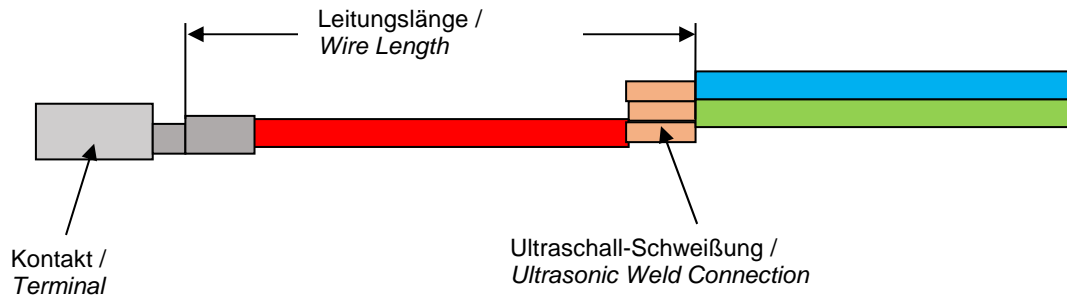 Leitungslänge /
Wire Length
Kontakt /
Terminal
Ultraschall-Schweißung /
Ultrasonic Weld Connection